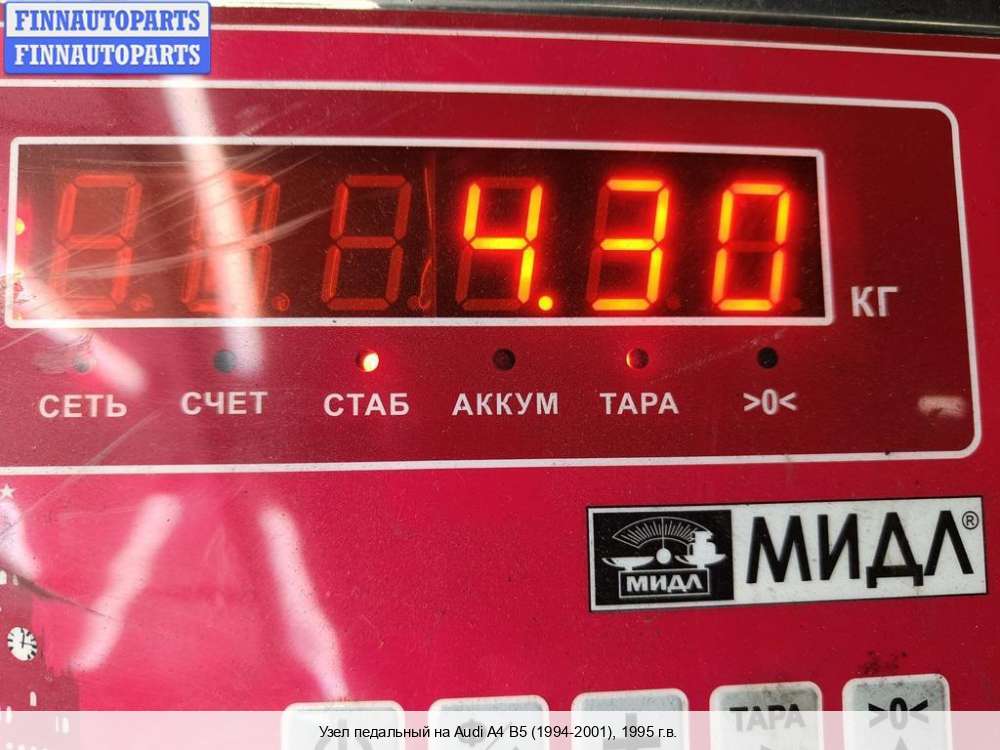 FINNAUTOPARTS
FINNAUTOPARTS
4.30
КГ
СЕТЬ СЧЕТ СТАБ АККУМ ТАРА >0<
МИДЛ МИДЛ®
ТАРА >0<
Узел педальный на Audi A4 B5 (1994-2001), 1995 г.в.